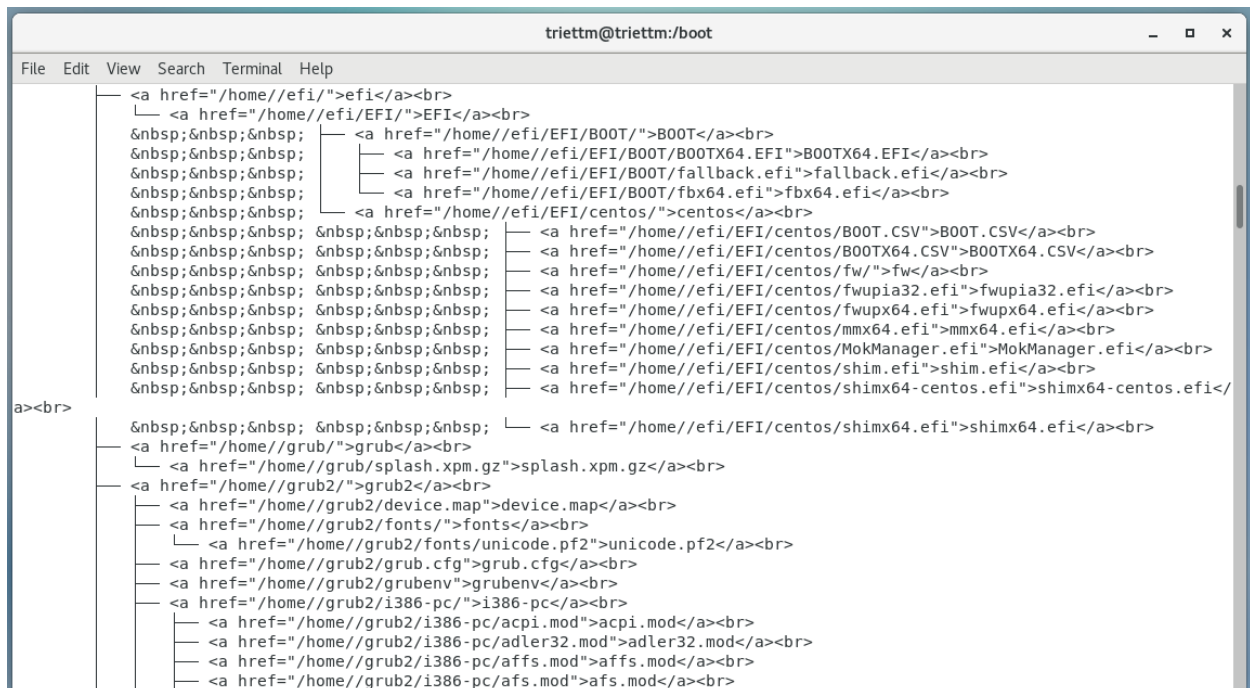 triettm@triettm:/boot
File Edit View Search Terminal Help
├── <a href="/home//efi/">efi</a><br>
│   └── <a href="/home//efi/EFI/">EFI</a><br>
│   &nbsp;&nbsp;&nbsp; ├── <a href="/home//efi/EFI/BOOT/">BOOT</a><br>
│   &nbsp;&nbsp;&nbsp; │   ├── <a href="/home//efi/EFI/BOOT/BOOTX64.EFI">BOOTX64.EFI</a><br>
│   &nbsp;&nbsp;&nbsp; │   ├── <a href="/home//efi/EFI/BOOT/fallback.efi">fallback.efi</a><br>
│   &nbsp;&nbsp;&nbsp; │   └── <a href="/home//efi/EFI/BOOT/fbx64.efi">fbx64.efi</a><br>
│   &nbsp;&nbsp;&nbsp; └── <a href="/home//efi/EFI/centos/">centos</a><br>
│   &nbsp;&nbsp;&nbsp; &nbsp;&nbsp;&nbsp; ├── <a href="/home//efi/EFI/centos/BOOT.CSV">BOOT.CSV</a><br>
│   &nbsp;&nbsp;&nbsp; &nbsp;&nbsp;&nbsp; ├── <a href="/home//efi/EFI/centos/BOOTX64.CSV">BOOTX64.CSV</a><br>
│   &nbsp;&nbsp;&nbsp; &nbsp;&nbsp;&nbsp; ├── <a href="/home//efi/EFI/centos/fw/">fw</a><br>
│   &nbsp;&nbsp;&nbsp; &nbsp;&nbsp;&nbsp; ├── <a href="/home//efi/EFI/centos/fwupia32.efi">fwupia32.efi</a><br>
│   &nbsp;&nbsp;&nbsp; &nbsp;&nbsp;&nbsp; ├── <a href="/home//efi/EFI/centos/fwupx64.efi">fwupx64.efi</a><br>
│   &nbsp;&nbsp;&nbsp; &nbsp;&nbsp;&nbsp; ├── <a href="/home//efi/EFI/centos/mmx64.efi">mmx64.efi</a><br>
│   &nbsp;&nbsp;&nbsp; &nbsp;&nbsp;&nbsp; ├── <a href="/home//efi/EFI/centos/MokManager.efi">MokManager.efi</a><br>
│   &nbsp;&nbsp;&nbsp; &nbsp;&nbsp;&nbsp; ├── <a href="/home//efi/EFI/centos/shim.efi">shim.efi</a><br>
│   &nbsp;&nbsp;&nbsp; &nbsp;&nbsp;&nbsp; ├── <a href="/home//efi/EFI/centos/shimx64-centos.efi">shimx64-centos.efi</
a><br>
│   &nbsp;&nbsp;&nbsp; &nbsp;&nbsp;&nbsp; └── <a href="/home//efi/EFI/centos/shimx64.efi">shimx64.efi</a><br>
├── <a href="/home//grub/">grub</a><br>
│   └── <a href="/home//grub/splash.xpm.gz">splash.xpm.gz</a><br>
├── <a href="/home//grub2/">grub2</a><br>
│   ├── <a href="/home//grub2/device.map">device.map</a><br>
│   ├── <a href="/home//grub2/fonts/">fonts</a><br>
│   │   └── <a href="/home//grub2/fonts/unicode.pf2">unicode.pf2</a><br>
│   ├── <a href="/home//grub2/grub.cfg">grub.cfg</a><br>
│   ├── <a href="/home//grub2/grubenv">grubenv</a><br>
│   ├── <a href="/home//grub2/i386-pc/">i386-pc</a><br>
│   │   ├── <a href="/home//grub2/i386-pc/acpi.mod">acpi.mod</a><br>
│   │   ├── <a href="/home//grub2/i386-pc/adler32.mod">adler32.mod</a><br>
│   │   ├── <a href="/home//grub2/i386-pc/affs.mod">affs.mod</a><br>
│   │   ├── <a href="/home//grub2/i386-pc/afs.mod">afs.mod</a><br>